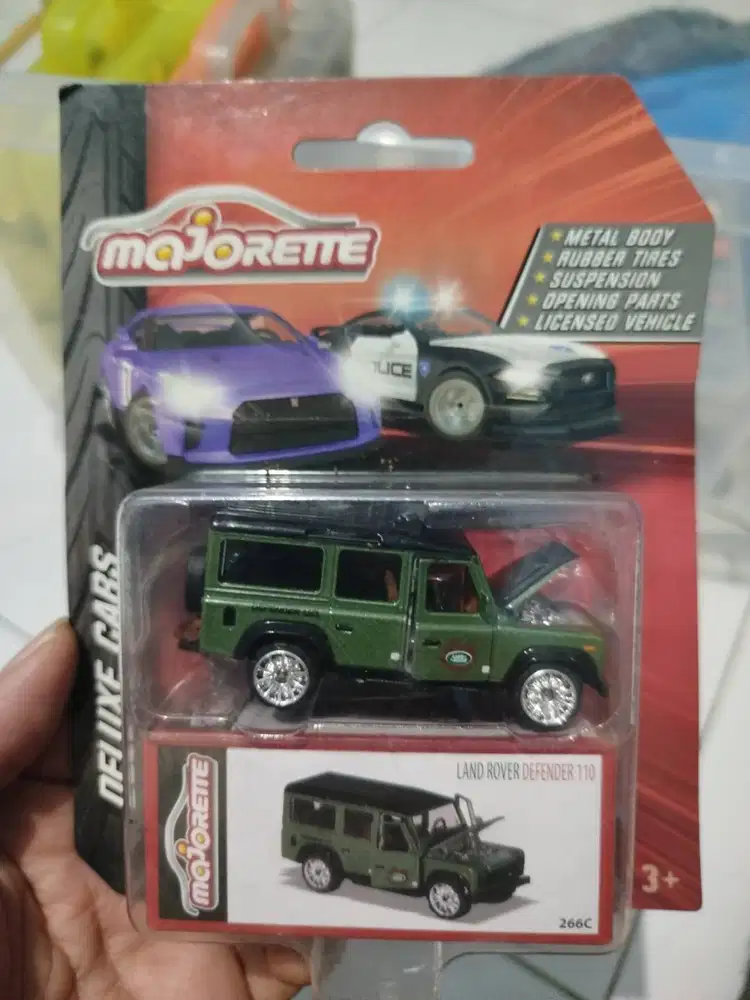 MAJORETTE
★ METAL BODY
★ RUBBER TIRES
★ SUSPENSION
★ OPENING PARTS
★ LICENSED VEHICLE
DELUXE CARS
MAJORETTE
LAND ROVER DEFENDER 110
266C
3+